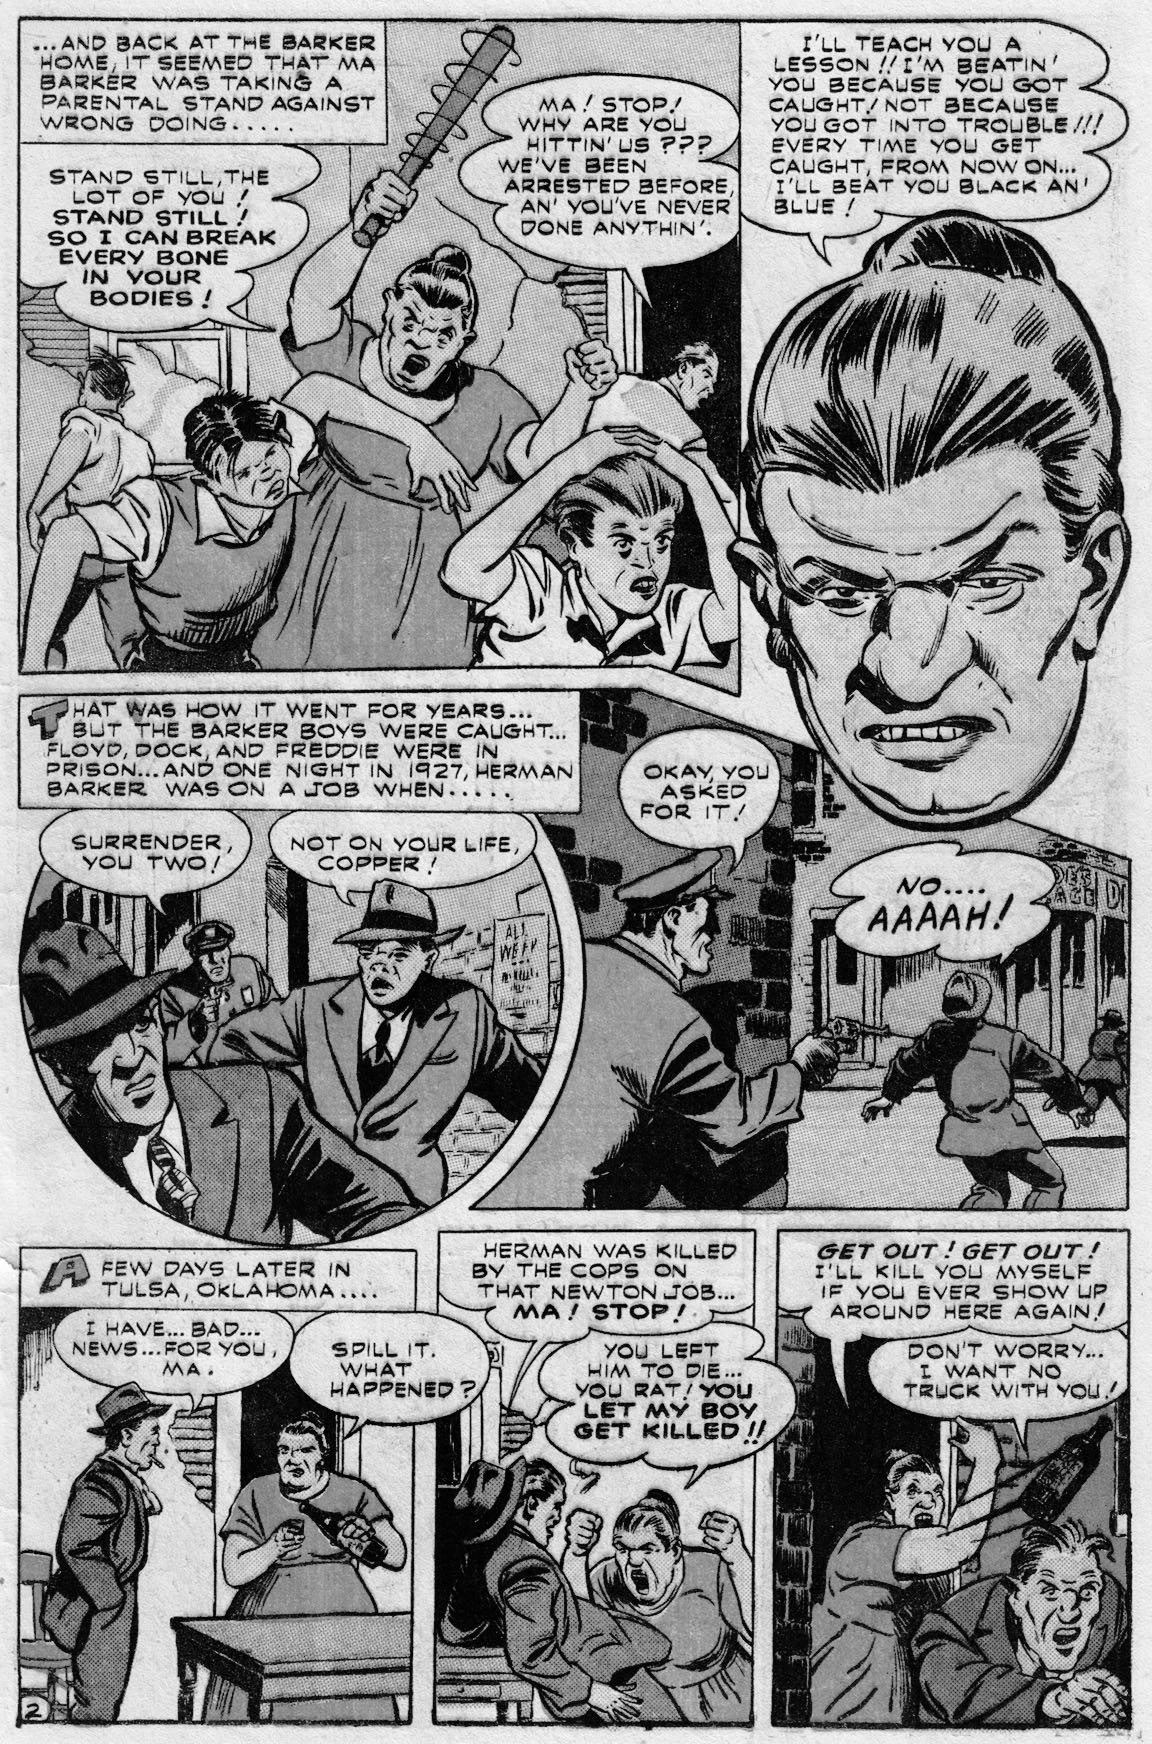 ...AND BACK AT THE BARKER
HOME, IT SEEMED THAT MA
BARKER WAS TAKING A
PARENTAL STAND AGAINST
WRONG DOING.....
STAND STILL, THE
LOT OF YOU!
STAND STILL!
SO I CAN BREAK
EVERY BONE
IN YOUR
BODIES!
MA! STOP!
WHY ARE YOU
HITTIN' US???
WE'VE BEEN
ARRESTED BEFORE,
AN' YOU'VE NEVER
DONE ANYTHIN'.
I'LL TEACH YOU A
LESSON!! I'M BEATIN'
YOU BECAUSE YOU GOT
CAUGHT! NOT BECAUSE
YOU GOT INTO TROUBLE!!!
EVERY TIME YOU GET
CAUGHT, FROM NOW ON...
I'LL BEAT YOU BLACK AN'
BLUE!
THAT WAS HOW IT WENT FOR YEARS...
BUT THE BARKER BOYS WERE CAUGHT...
FLOYD, DOCK, AND FREDDIE WERE IN
PRISON...AND ONE NIGHT IN 1927, HERMAN
BARKER WAS ON A JOB WHEN.....
SURRENDER,
YOU TWO!
NOT ON YOUR LIFE,
COPPER!
ALL
WEEK
OKAY, YOU
ASKED
FOR IT!
NO....
AAAAH!
A FEW DAYS LATER IN
TULSA, OKLAHOMA....
I HAVE... BAD...
NEWS...FOR YOU,
MA.
SPILL IT.
WHAT
HAPPENED?
HERMAN WAS KILLED
BY THE COPS ON
THAT NEWTON JOB...
MA! STOP!
YOU LEFT
HIM TO DIE...
YOU RAT! YOU
LET MY BOY
GET KILLED!!
GET OUT! GET OUT!
I'LL KILL YOU MYSELF
IF YOU EVER SHOW UP
AROUND HERE AGAIN!
DON'T WORRY...
I WANT NO
TRUCK WITH YOU!
2